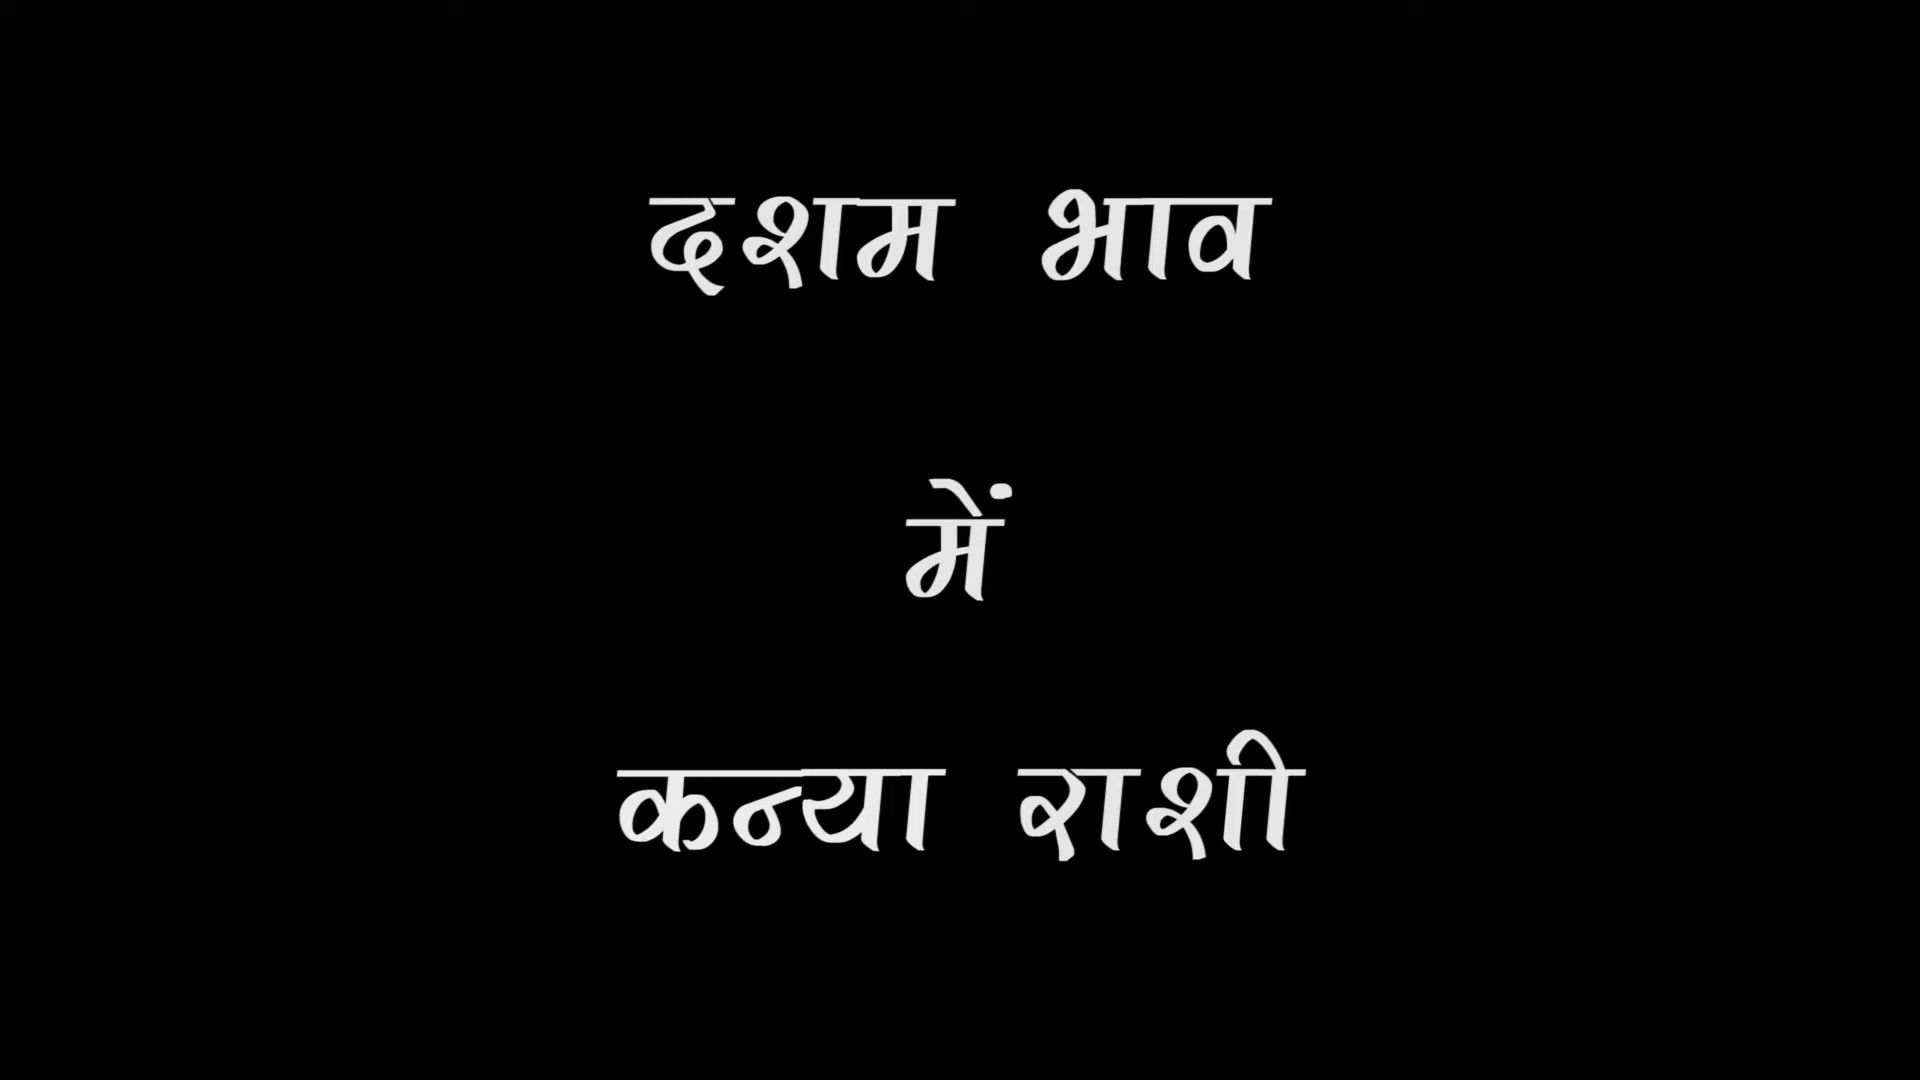 दशम भाव
में
कन्या राशी